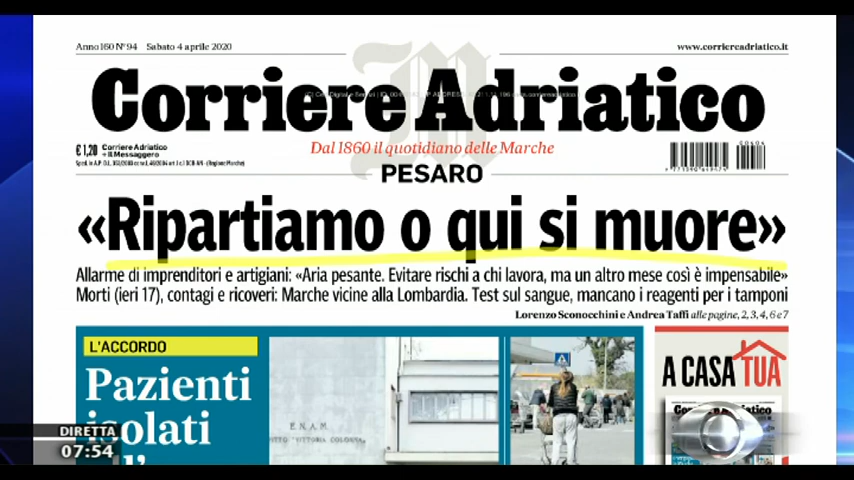 Anno 160 N° 94 Sabato 4 aprile 2020
www.corriereadriatico.it
Corriere Adriatico
€ 1,20 Corriere Adriatico
+ Il Messaggero
Dal 1860 il quotidiano delle Marche
PESARO
«Ripartiamo o qui si muore»
Allarme di imprenditori e artigiani: «Aria pesante. Evitare rischi a chi lavora, ma un altro mese così è impensabile»
Morti (ieri 17), contagi e ricoveri: Marche vicine alla Lombardia. Test sul sangue, mancano i reagenti per i tamponi
Lorenzo Sconocchini e Andrea Taffi alle pagine, 2, 3, 4, 6 e 7
L'ACCORDO
Pazienti
isolati
E.N.A.M.
"VITTORIA COLONNA"
A CASA TUA
DIRETTA
07:54